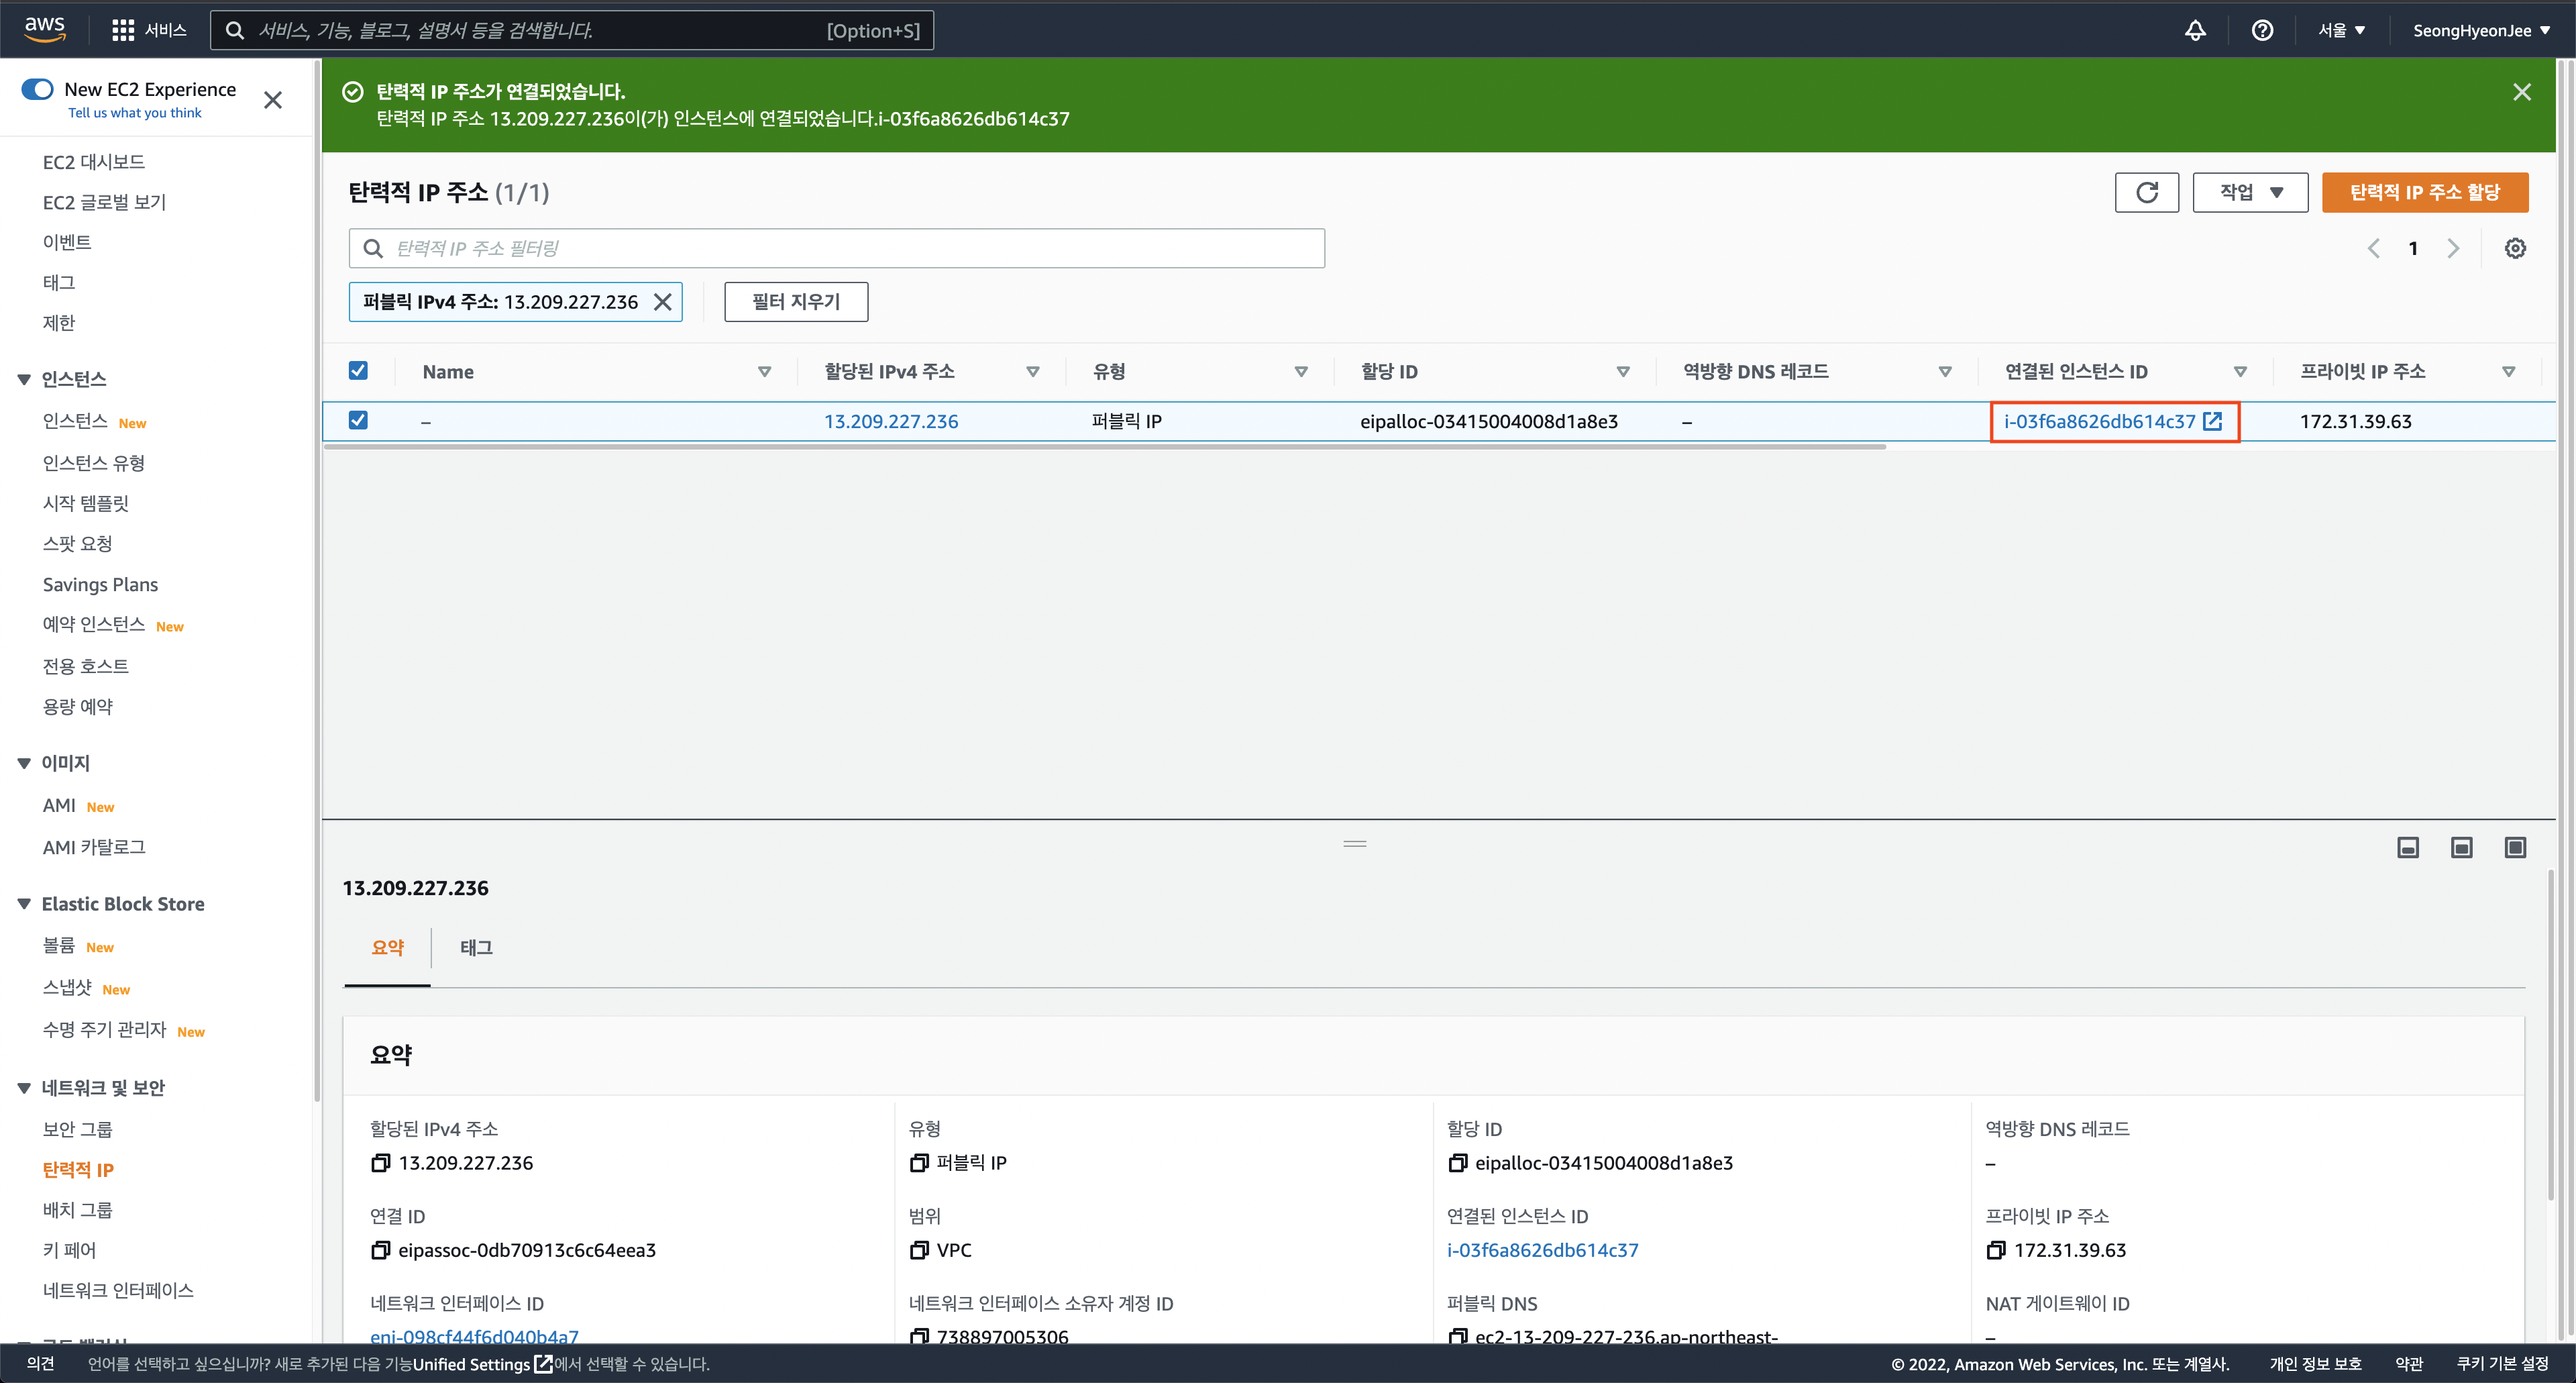 aws
서비스
서비스, 기능, 블로그, 설명서 등을 검색합니다.
[Option+S]
서울
SeongHyeonJee
New EC2 Experience
Tell us what you think
EC2 대시보드
EC2 글로벌 보기
이벤트
태그
제한
인스턴스
인스턴스 New
인스턴스 유형
시작 템플릿
스팟 요청
Savings Plans
예약 인스턴스 New
전용 호스트
용량 예약
이미지
AMI New
AMI 카탈로그
Elastic Block Store
볼륨 New
스냅샷 New
수명 주기 관리자 New
네트워크 및 보안
보안 그룹
탄력적 IP
배치 그룹
키 페어
네트워크 인터페이스
탄력적 IP 주소가 연결되었습니다.
탄력적 IP 주소 13.209.227.236이(가) 인스턴스에 연결되었습니다.i-03f6a8626db614c37
탄력적 IP 주소 (1/1)
작업
탄력적 IP 주소 할당
탄력적 IP 주소 필터링
1
퍼블릭 IPv4 주소: 13.209.227.236
필터 지우기
Name 할당된 IPv4 주소 유형 할당 ID 역방향 DNS 레코드 연결된 인스턴스 ID 프라이빗 IP 주소
– 13.209.227.236 퍼블릭 IP eipalloc-03415004008d1a8e3 – i-03f6a8626db614c37 172.31.39.63
13.209.227.236
요약 태그
요약
할당된 IPv4 주소 유형 할당 ID 역방향 DNS 레코드
13.209.227.236 퍼블릭 IP eipalloc-03415004008d1a8e3 –
연결 ID 범위 연결된 인스턴스 ID 프라이빗 IP 주소
eipassoc-0db70913c6c64eea3 VPC i-03f6a8626db614c37 172.31.39.63
네트워크 인터페이스 ID 네트워크 인터페이스 소유자 계정 ID 퍼블릭 DNS NAT 게이트웨이 ID
eni-098cf44f6d040b4a7 738897005306 ec2-13-209-227-236.ap-northeast- –
의견 언어를 선택하고 싶으십니까? 새로 추가된 다음 기능Unified Settings에서 선택할 수 있습니다.
© 2022, Amazon Web Services, Inc. 또는 계열사. 개인 정보 보호 약관 쿠키 기본 설정